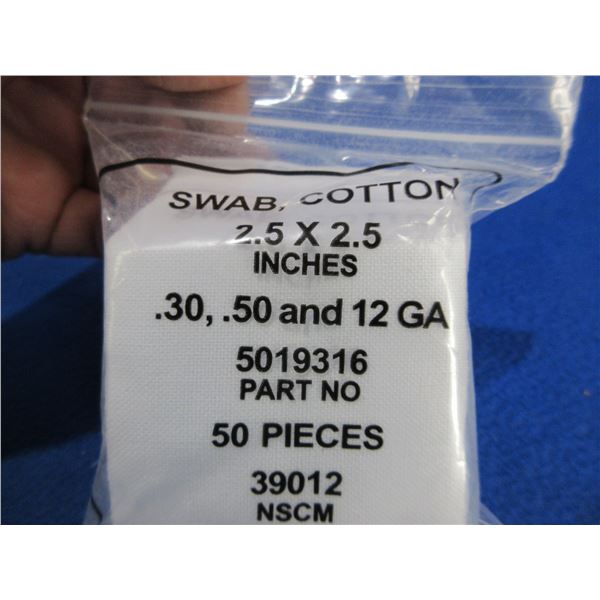 SWAB, COTTON
2.5 X 2.5
INCHES
.30, .50 and 12 GA
5019316
PART NO
50 PIECES
39012
NSCM